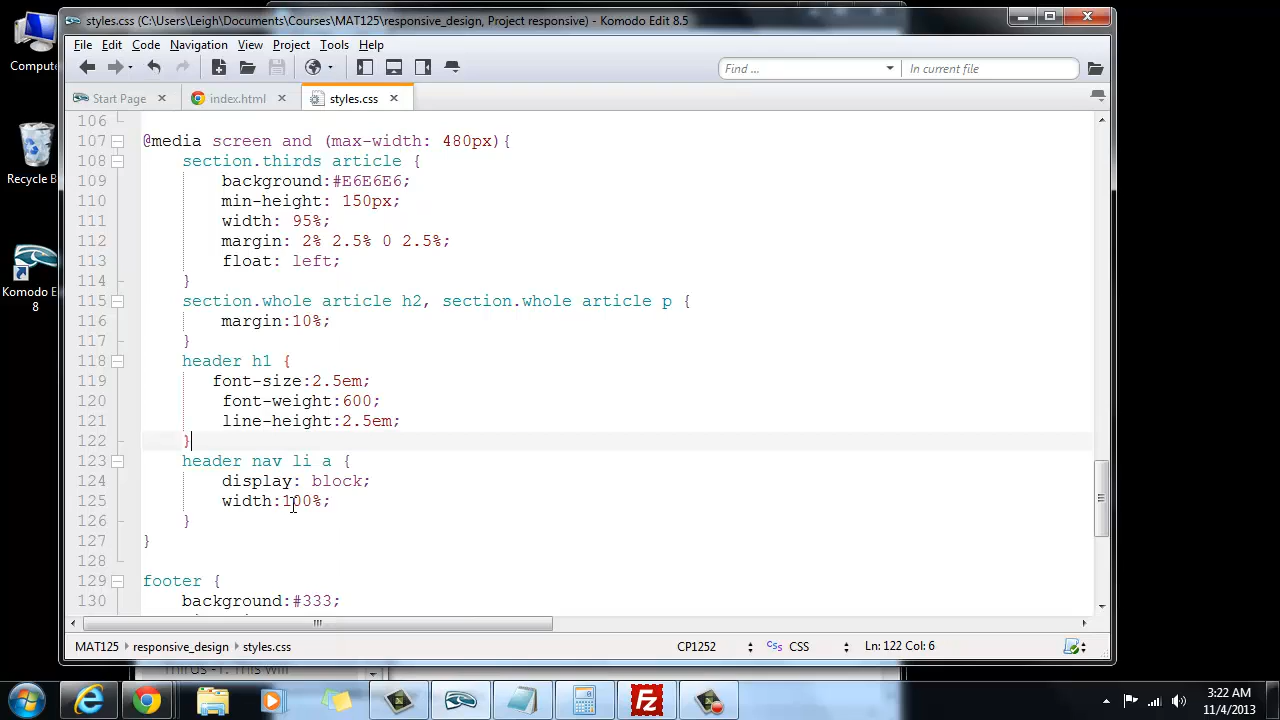 styles.css (C:\Users\Leigh\Documents\Courses\MAT125\responsive_design, Project responsive) - Komodo Edit 8.5
File Edit Code Navigation View Project Tools Help
Find ... In current file
Start Page index.html styles.css
106
107 @media screen and (max-width: 480px){
108 section.thirds article {
109 background:#E6E6E6;
110 min-height: 150px;
111 width: 95%;
112 margin: 2% 2.5% 0 2.5%;
113 float: left;
114 }
115 section.whole article h2, section.whole article p {
116 margin:10%;
117 }
118 header h1 {
119 font-size:2.5em;
120 font-weight:600;
121 line-height:2.5em;
122 }
123 header nav li a {
124 display: block;
125 width:100%;
126 }
127 }
128
129 footer {
130 background:#333;
MAT125 responsive_design styles.css CP1252 CSS CSS Ln: 122 Col: 6
Recycle B
Komodo E
8
3:22 AM
11/4/2013